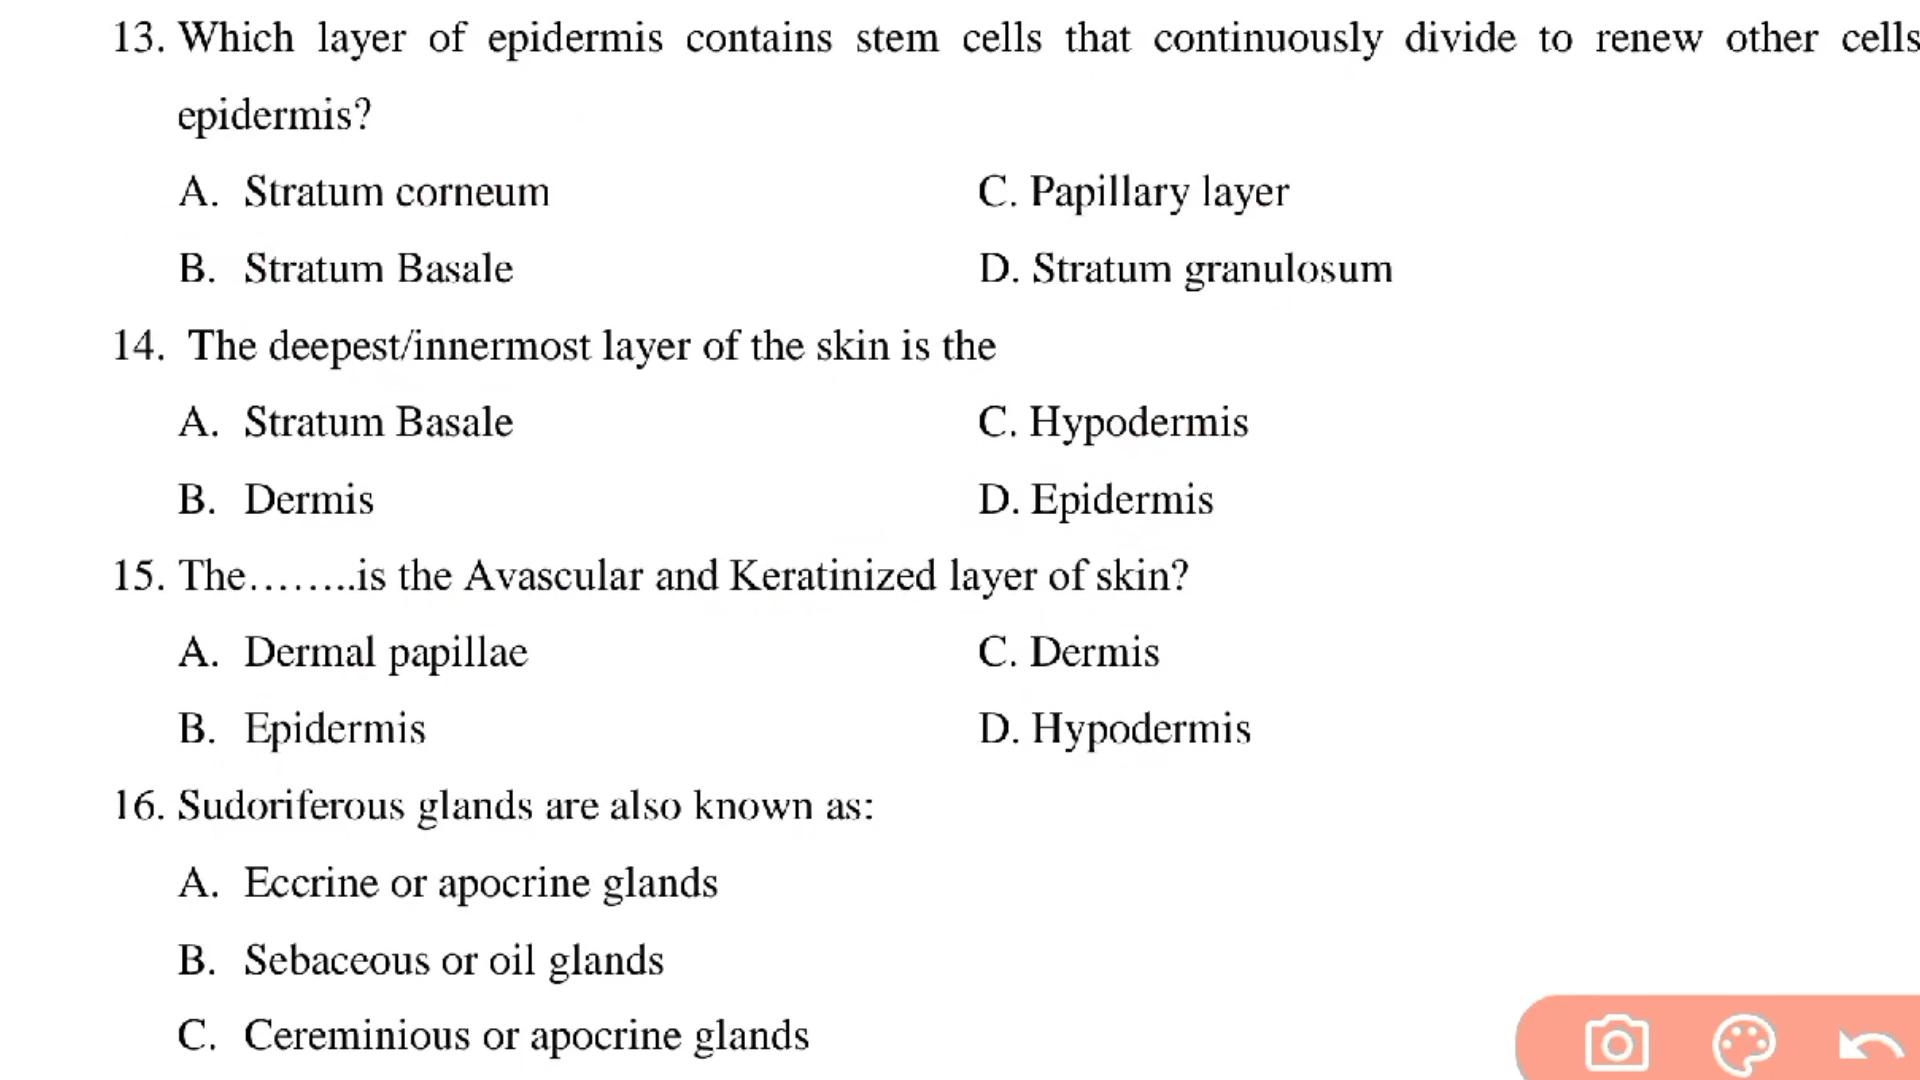 13. Which layer of epidermis contains stem cells that continuously divide to renew other cells
epidermis?
A. Stratum corneum C. Papillary layer
B. Stratum Basale D. Stratum granulosum
14. The deepest/innermost layer of the skin is the
A. Stratum Basale C. Hypodermis
B. Dermis D. Epidermis
15. The……..is the Avascular and Keratinized layer of skin?
A. Dermal papillae C. Dermis
B. Epidermis D. Hypodermis
16. Sudoriferous glands are also known as:
A. Eccrine or apocrine glands
B. Sebaceous or oil glands
C. Cereminious or apocrine glands